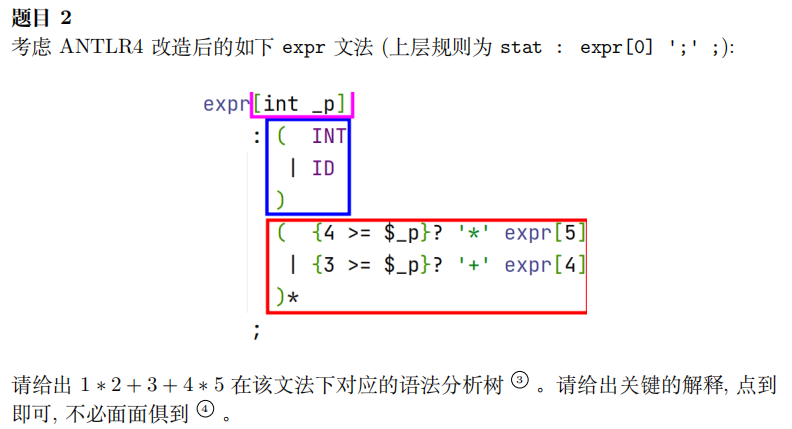 题目 2
考虑 ANTLR4 改造后的如下 expr 文法 (上层规则为 stat : expr[0] ';' ;):
expr[int _p]
: ( INT
| ID
)
( {4 >= $_p}? '*' expr[5]
| {3 >= $_p}? '+' expr[4]
)*
;
请给出 1 ∗ 2 + 3 + 4 ∗ 5 在该文法下对应的语法分析树 ③ 。请给出关键的解释, 点到
即可, 不必面面俱到 ④ 。